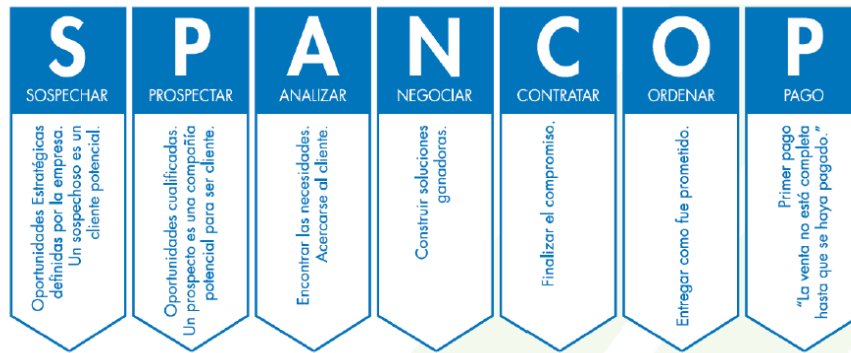 S
SOSPECHAR
Oportunidades Estratégicas
definidas por la empresa.
Un sospechoso es un
cliente potencial.
P
PROSPECTAR
Oportunidades cualificadas.
Un prospecto es una compañía
potencial para ser cliente.
A
ANALIZAR
Encontrar las necesidades.
Acercarse al cliente.
N
NEGOCIAR
Construir soluciones
ganadoras.
C
CONTRATAR
Finalizar el compromiso.
O
ORDENAR
Entregar como fue prometido.
P
PAGO
Primer pago
“La venta no está completa
hasta que se haya pagado.”